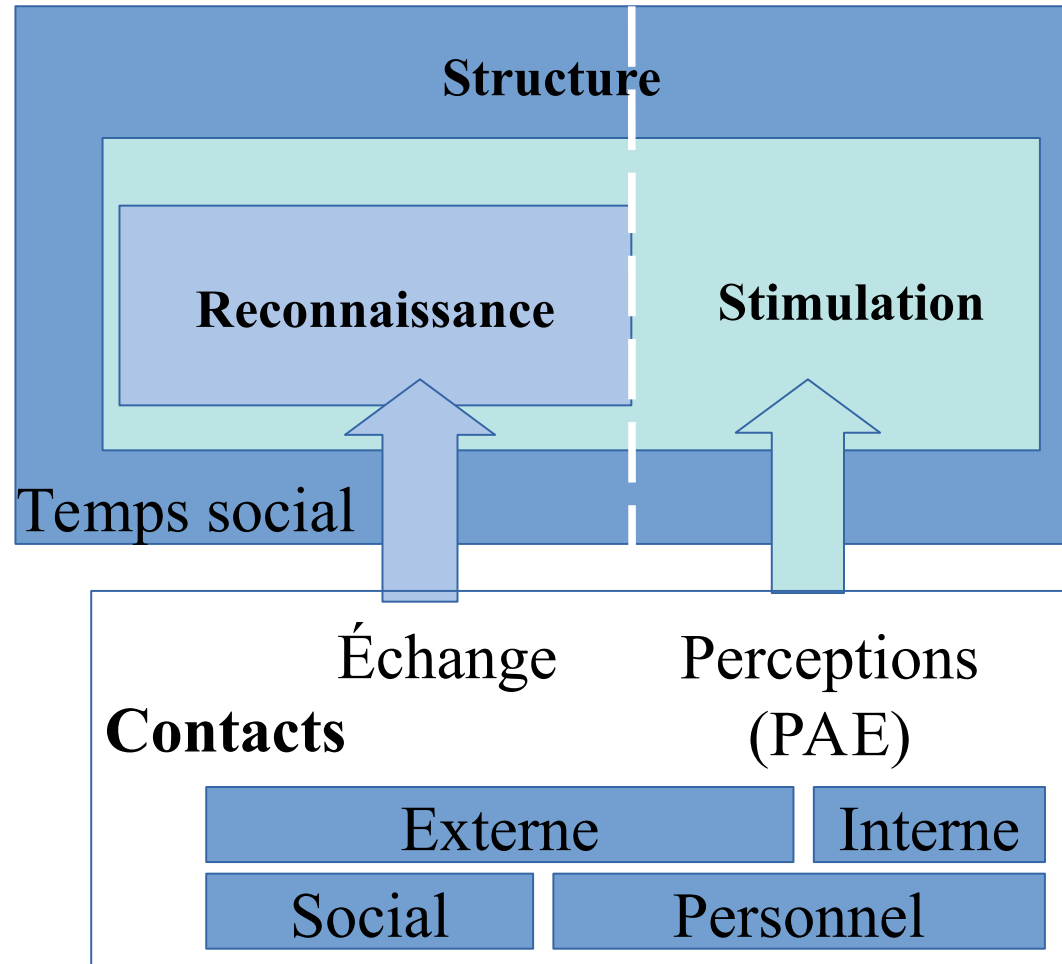 Structure
Reconnaissance
Stimulation
Temps social
Échange
Perceptions
(PAE)
Contacts
Externe
Interne
Social
Personnel